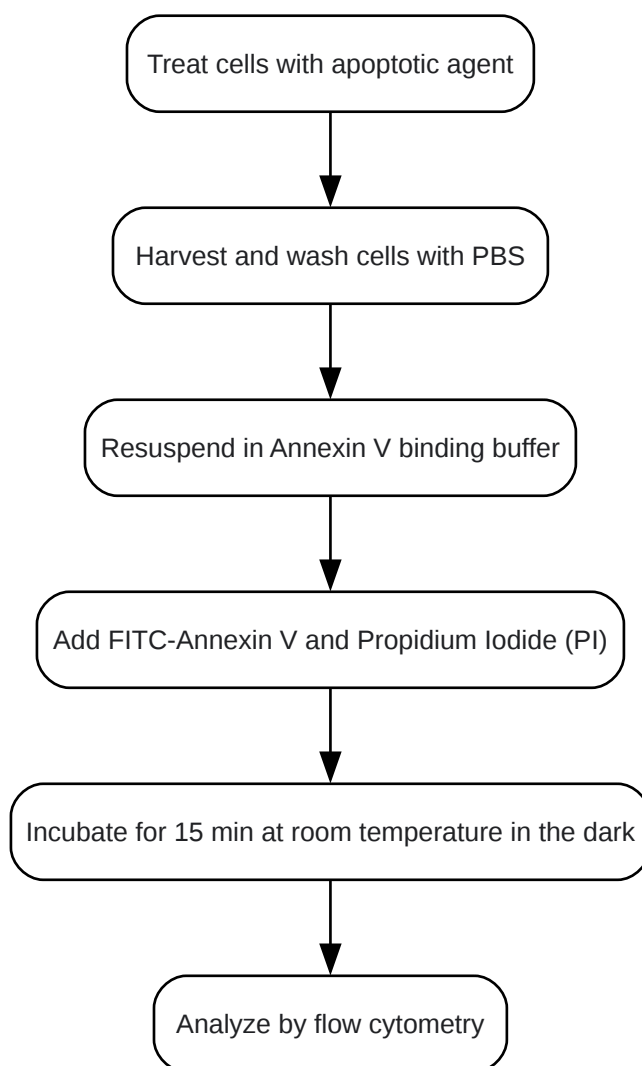 Treat cells with apoptotic agent
Harvest and wash cells with PBS
Resuspend in Annexin V binding buffer
Add FITC-Annexin V and Propidium Iodide (PI)
Incubate for 15 min at room temperature in the dark
Analyze by flow cytometry